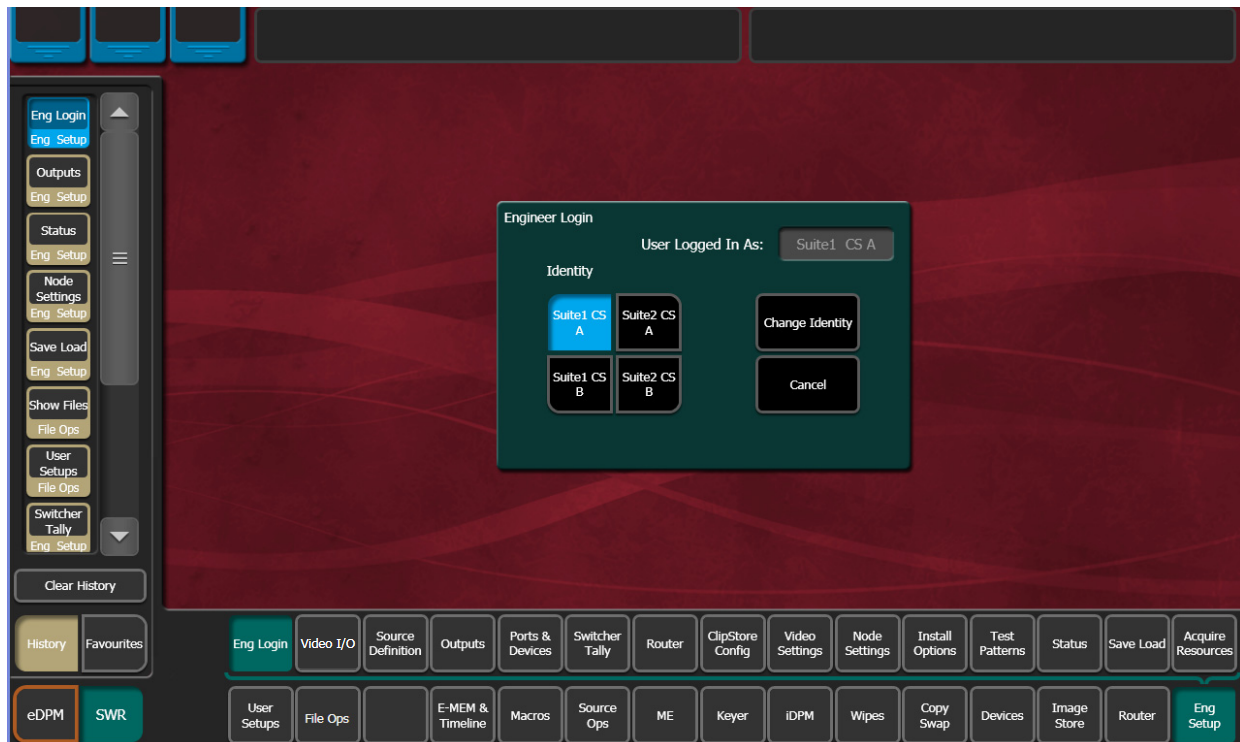 Eng Login
Eng Setup
Outputs
Eng Setup
Status
Eng Setup
Node
Settings
Eng Setup
Save Load
Eng Setup
Show Files
File Ops
User
Setups
File Ops
Switcher
Tally
Eng Setup
Clear History
History
Favourites
eDPM
SWR
Engineer Login
User Logged In As:
Suite1 CS A
Identity
Suite1 CS
A
Suite2 CS
A
Change Identity
Suite1 CS
B
Suite2 CS
B
Cancel
Eng Login
Video I/O
Source
Definition
Outputs
Ports &
Devices
Switcher
Tally
Router
ClipStore
Config
Video
Settings
Node
Settings
Install
Options
Test
Patterns
Status
Save Load
Acquire
Resources
User
Setups
File Ops
E-MEM &
Timeline
Macros
Source
Ops
ME
Keyer
iDPM
Wipes
Copy
Swap
Devices
Image
Store
Router
Eng
Setup